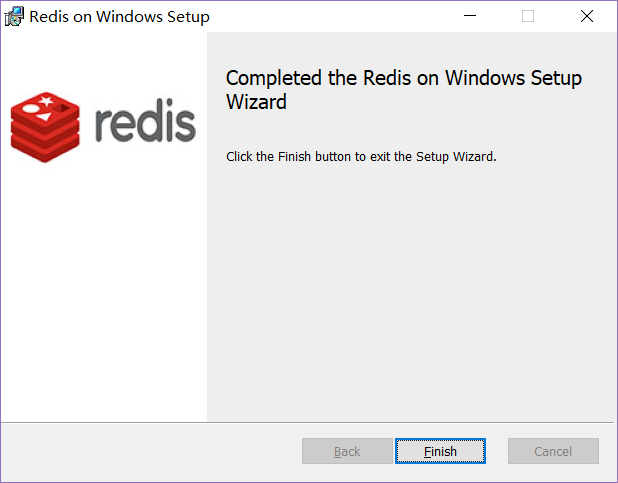 Redis on Windows Setup
redis
Completed the Redis on Windows Setup
Wizard
Click the Finish button to exit the Setup Wizard.
Back
Finish
Cancel